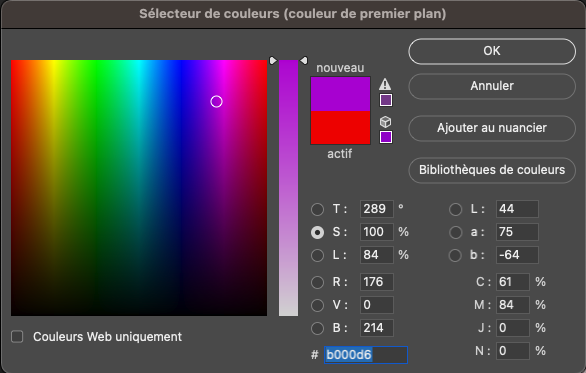 Sélecteur de couleurs (couleur de premier plan)
nouveau
actif
OK
Annuler
Ajouter au nuancier
Bibliothèques de couleurs
T : 289 °
S : 100 %
L : 84 %
R : 176
V : 0
B : 214
# b000d6
L : 44
a : 75
b : -64
C : 61 %
M : 84 %
J : 0 %
N : 0 %
Couleurs Web uniquement